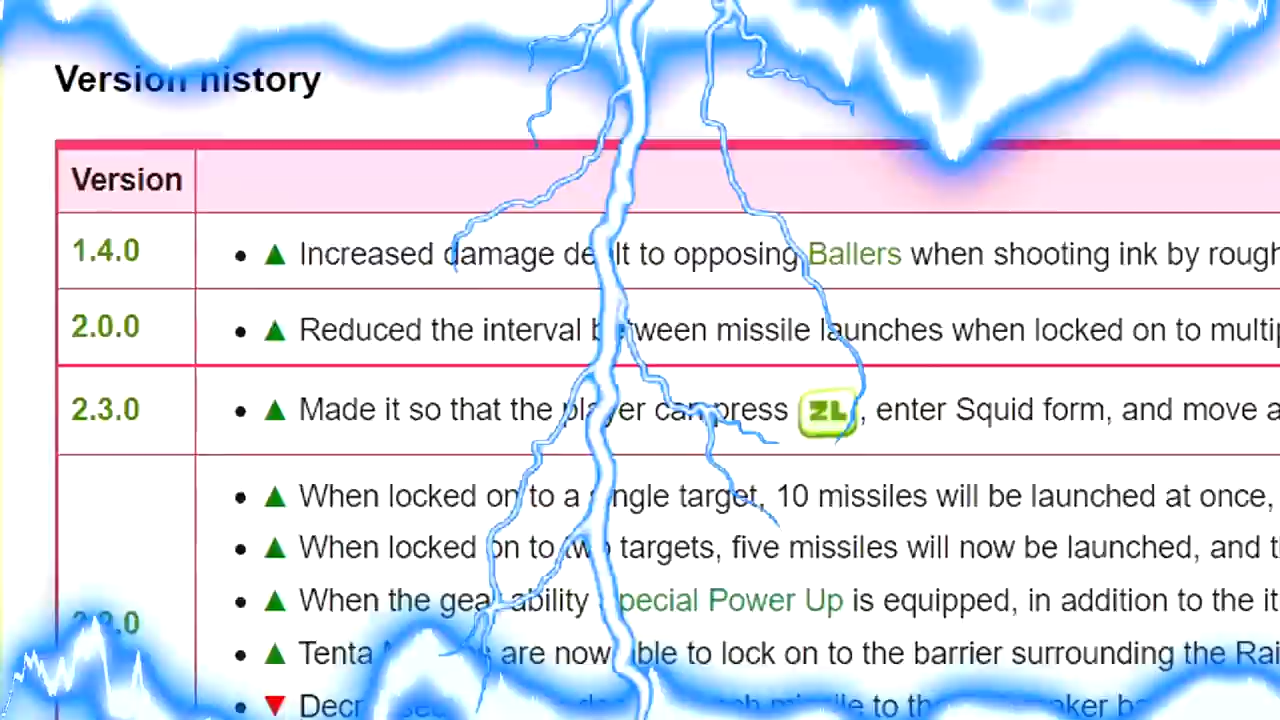 Version history
Version
1.4.0
▲ Increased damage dealt to opposing Ballers when shooting ink by
2.0.0
▲ Reduced the interval between missile launches when locked on to
2.3.0
▲ Made it so that the player can press ZL, enter Squid form, and move
▲ When locked on to a single target, 10 missiles will be launched at once,
▲ When locked on to two targets, five missiles will now be launched, and
▲ When the gear ability Special Power Up is equipped, in addition to the
▲ Tenta are now able to lock on to the barrier surrounding the
▼ missile to the